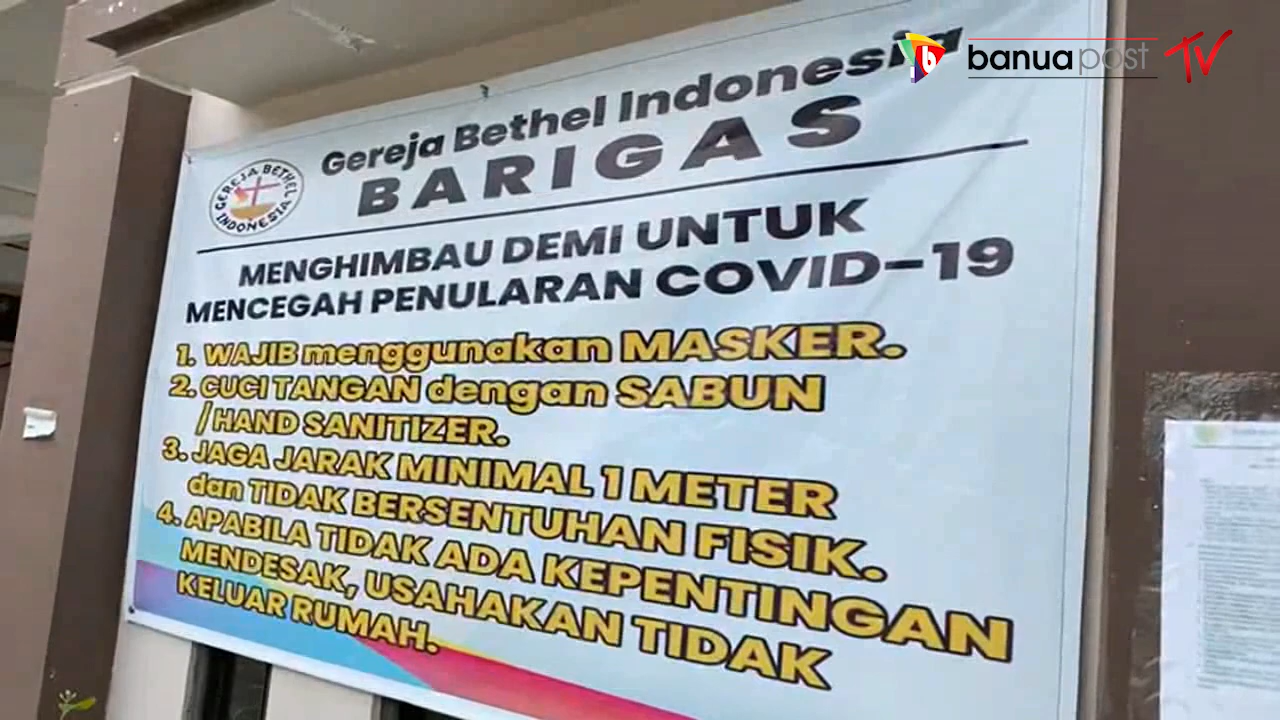 banuapost TV
Gereja Bethel Indonesia
BARIGAS
GEREJA BETHEL INDONESIA
MENGHIMBAU DEMI UNTUK
MENCEGAH PENULARAN COVID-19
1. WAJIB menggunakan MASKER.
2. CUCI TANGAN dengan SABUN
/HAND SANITIZER.
3. JAGA JARAK MINIMAL 1 METER
dan TIDAK BERSENTUHAN FISIK.
4. APABILA TIDAK ADA KEPENTINGAN
MENDESAK, USAHAKAN TIDAK
KELUAR RUMAH.